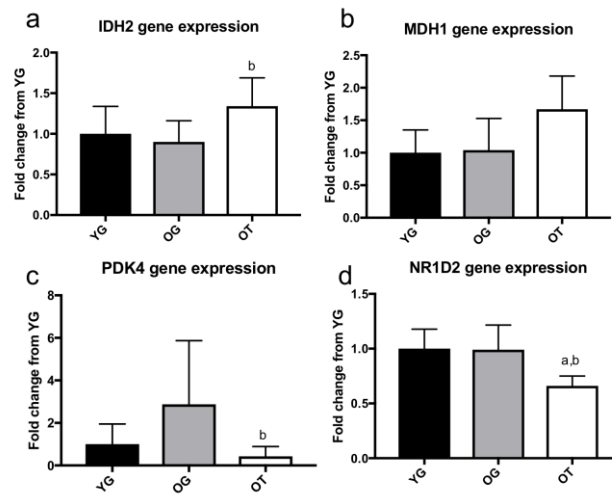 a
IDH2 gene expression
Fold change from YG
2.0
1.5
1.0
0.5
0.0
b
YG
OG
OT
b
MDH1 gene expression
Fold change from YG
2.5
2.0
1.5
1.0
0.5
0.0
YG
OG
OT
c
PDK4 gene expression
Fold change from YG
8
6
4
2
0
b
YG
OG
OT
d
NR1D2 gene expression
Fold change from YG
1.5
1.0
0.5
0.0
a,b
YG
OG
OT